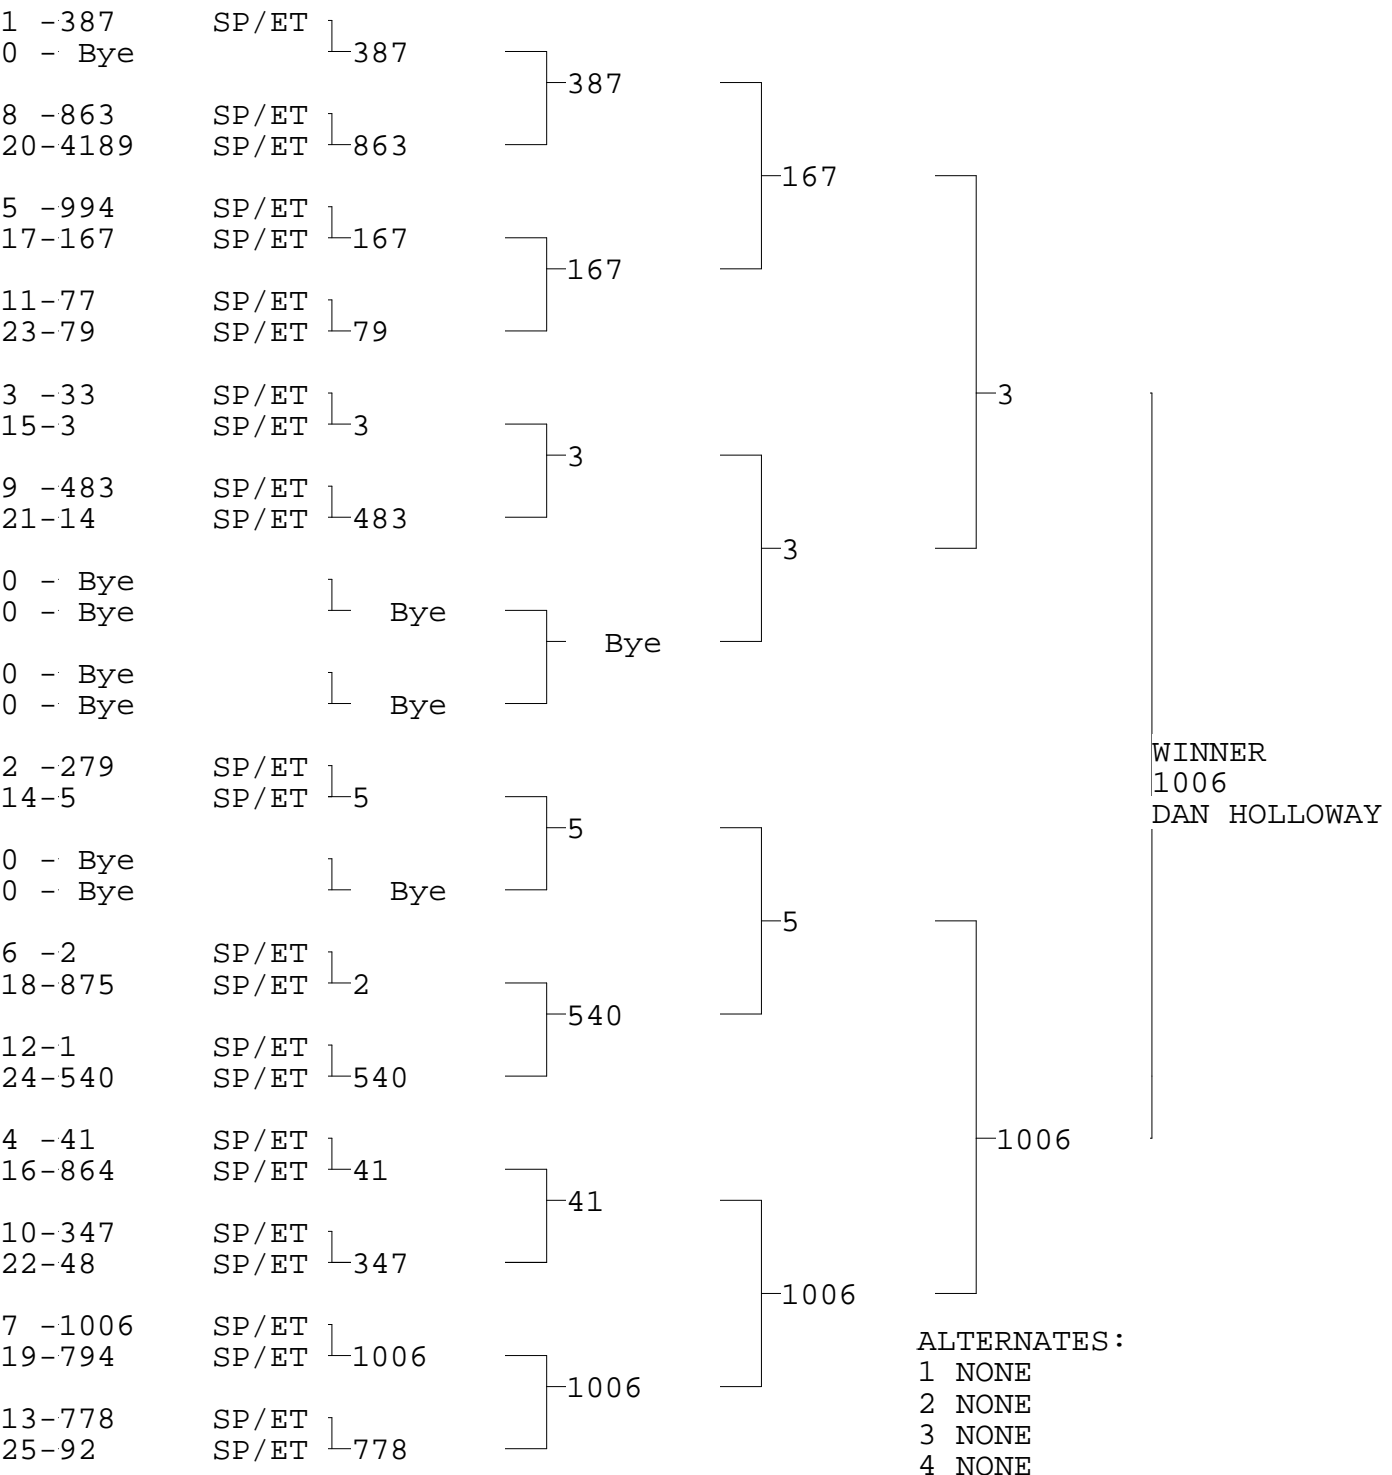 1 -387 SP/ET
0 - Bye 387
387
8 -863 SP/ET
20-4189 SP/ET 863
167
5 -994 SP/ET
17-167 SP/ET 167
167
11-77 SP/ET
23-79 SP/ET 79
3 -33 SP/ET 3
15-3 SP/ET 3
3
9 -483 SP/ET
21-14 SP/ET 483
3
0 - Bye
0 - Bye Bye
Bye
0 - Bye
0 - Bye Bye
WINNER
2 -279 SP/ET
1006
14-5 SP/ET 5
DAN HOLLOWAY
5
0 - Bye
0 - Bye Bye
5
6 -2 SP/ET
18-875 SP/ET 2
540
12-1 SP/ET
24-540 SP/ET 540
4 -41 SP/ET 1006
16-864 SP/ET 41
41
10-347 SP/ET
22-48 SP/ET 347
1006
7 -1006 SP/ET
ALTERNATES:
19-794 SP/ET 1006
1 NONE
1006
2 NONE
13-778 SP/ET
3 NONE
25-92 SP/ET 778
4 NONE